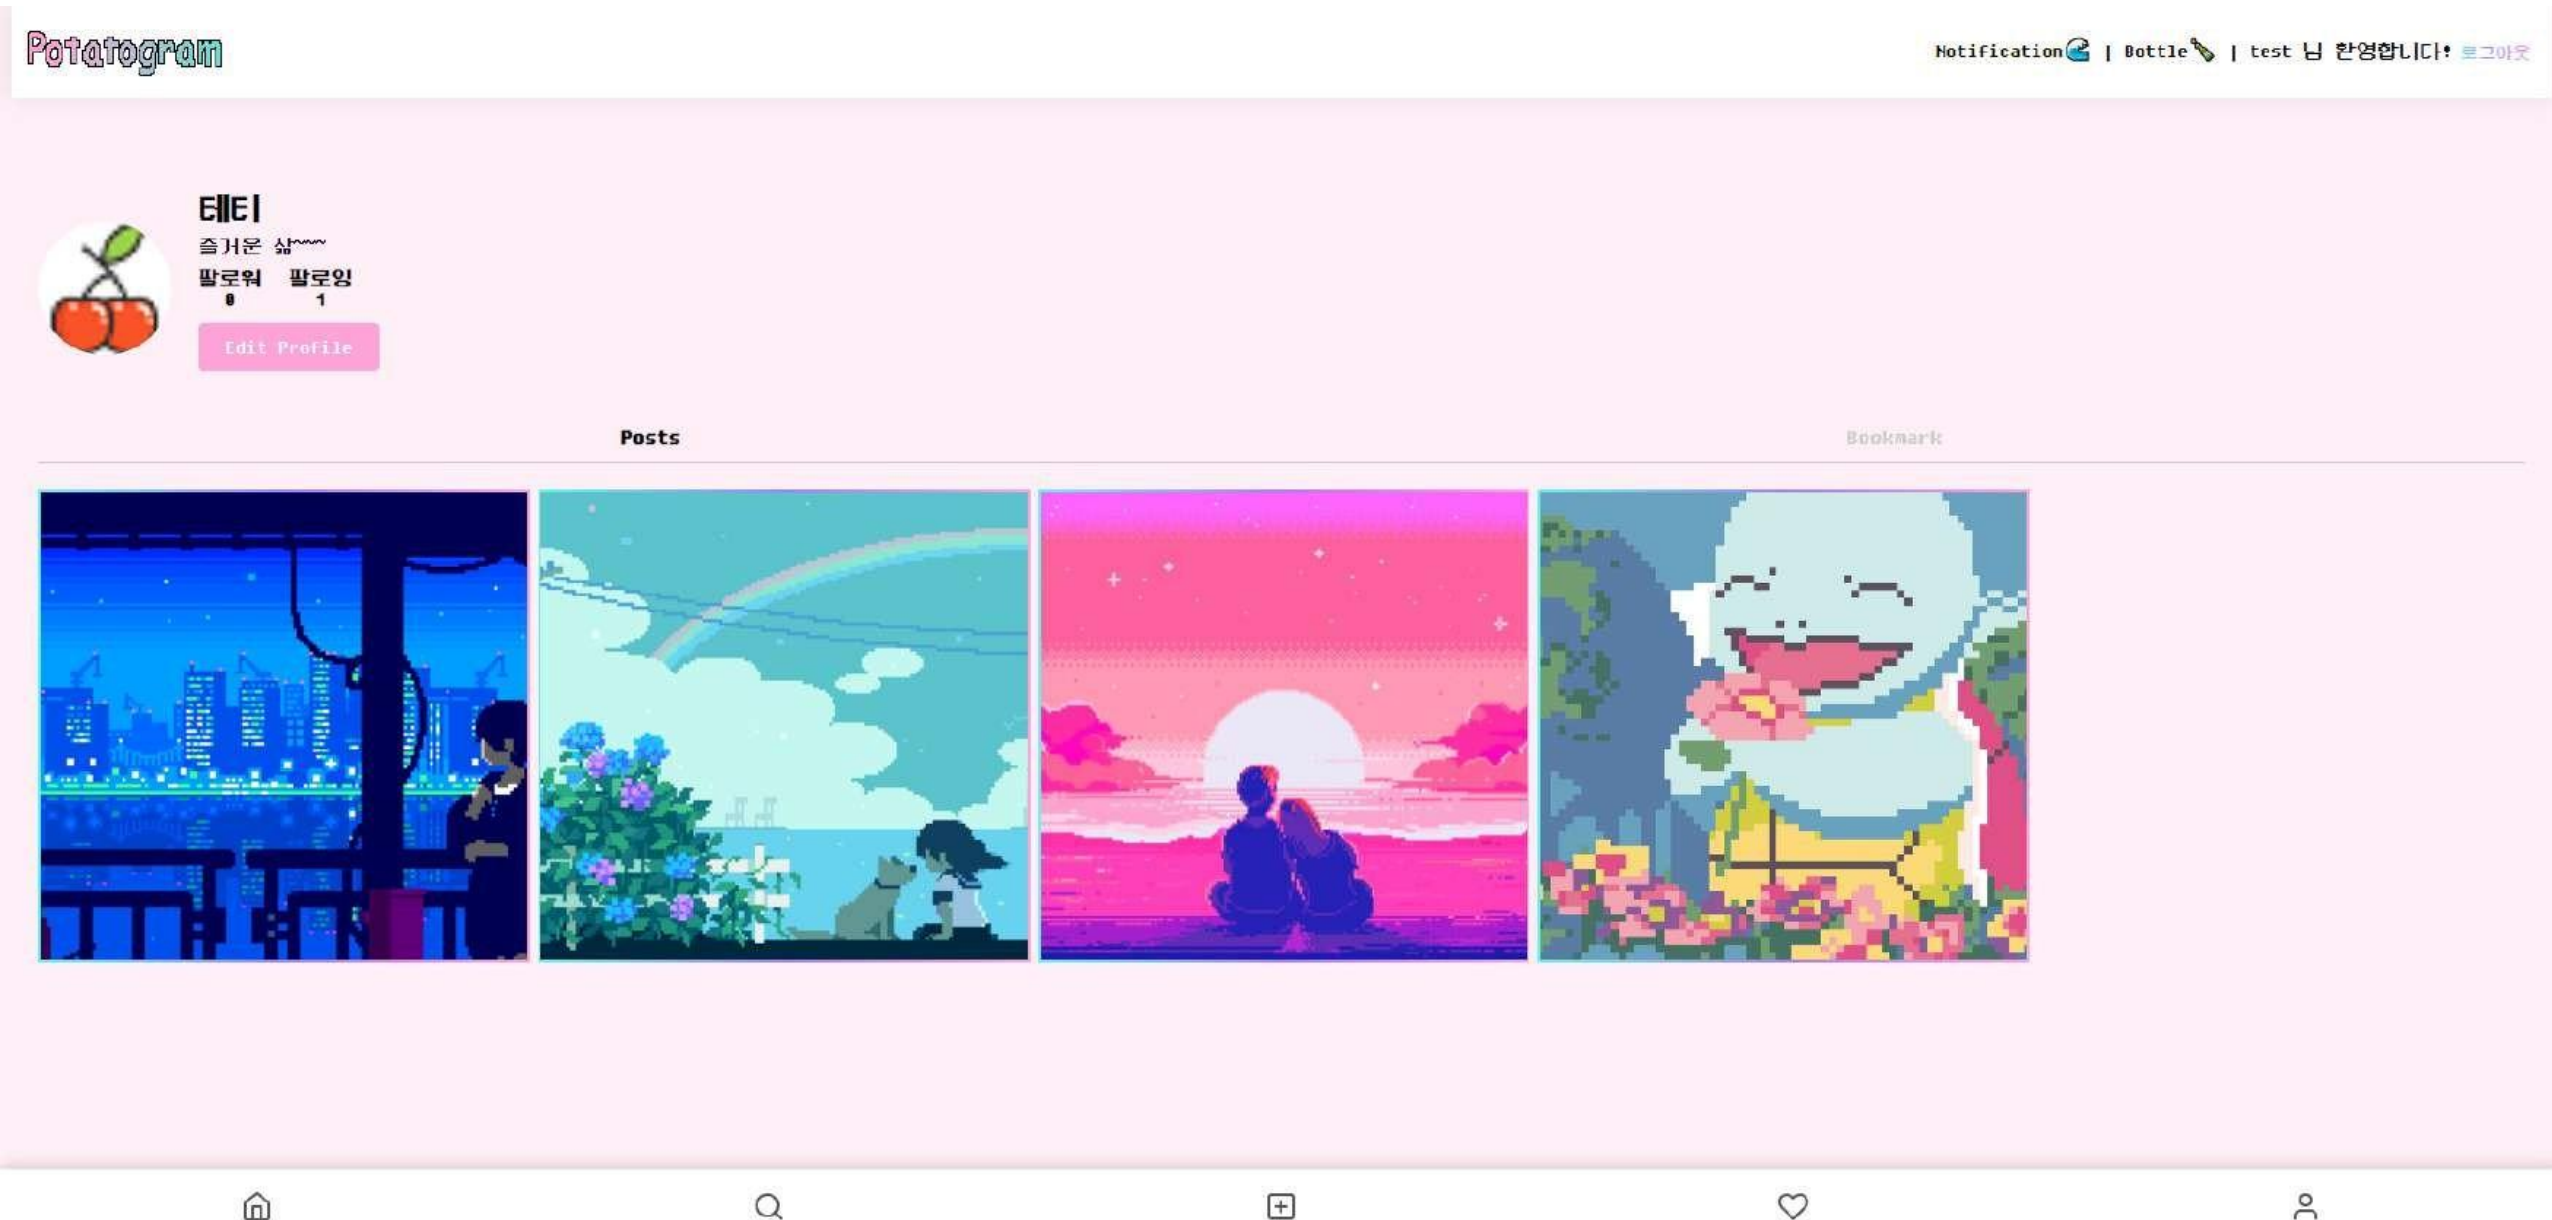 Potatogram
Notification🌊 | Bottle🍾 | test 님 환영합니다! 로그아웃
테티
즐거운 삶~~~
팔로워 팔로잉
0 1
Edit Profile
Posts Bookmark